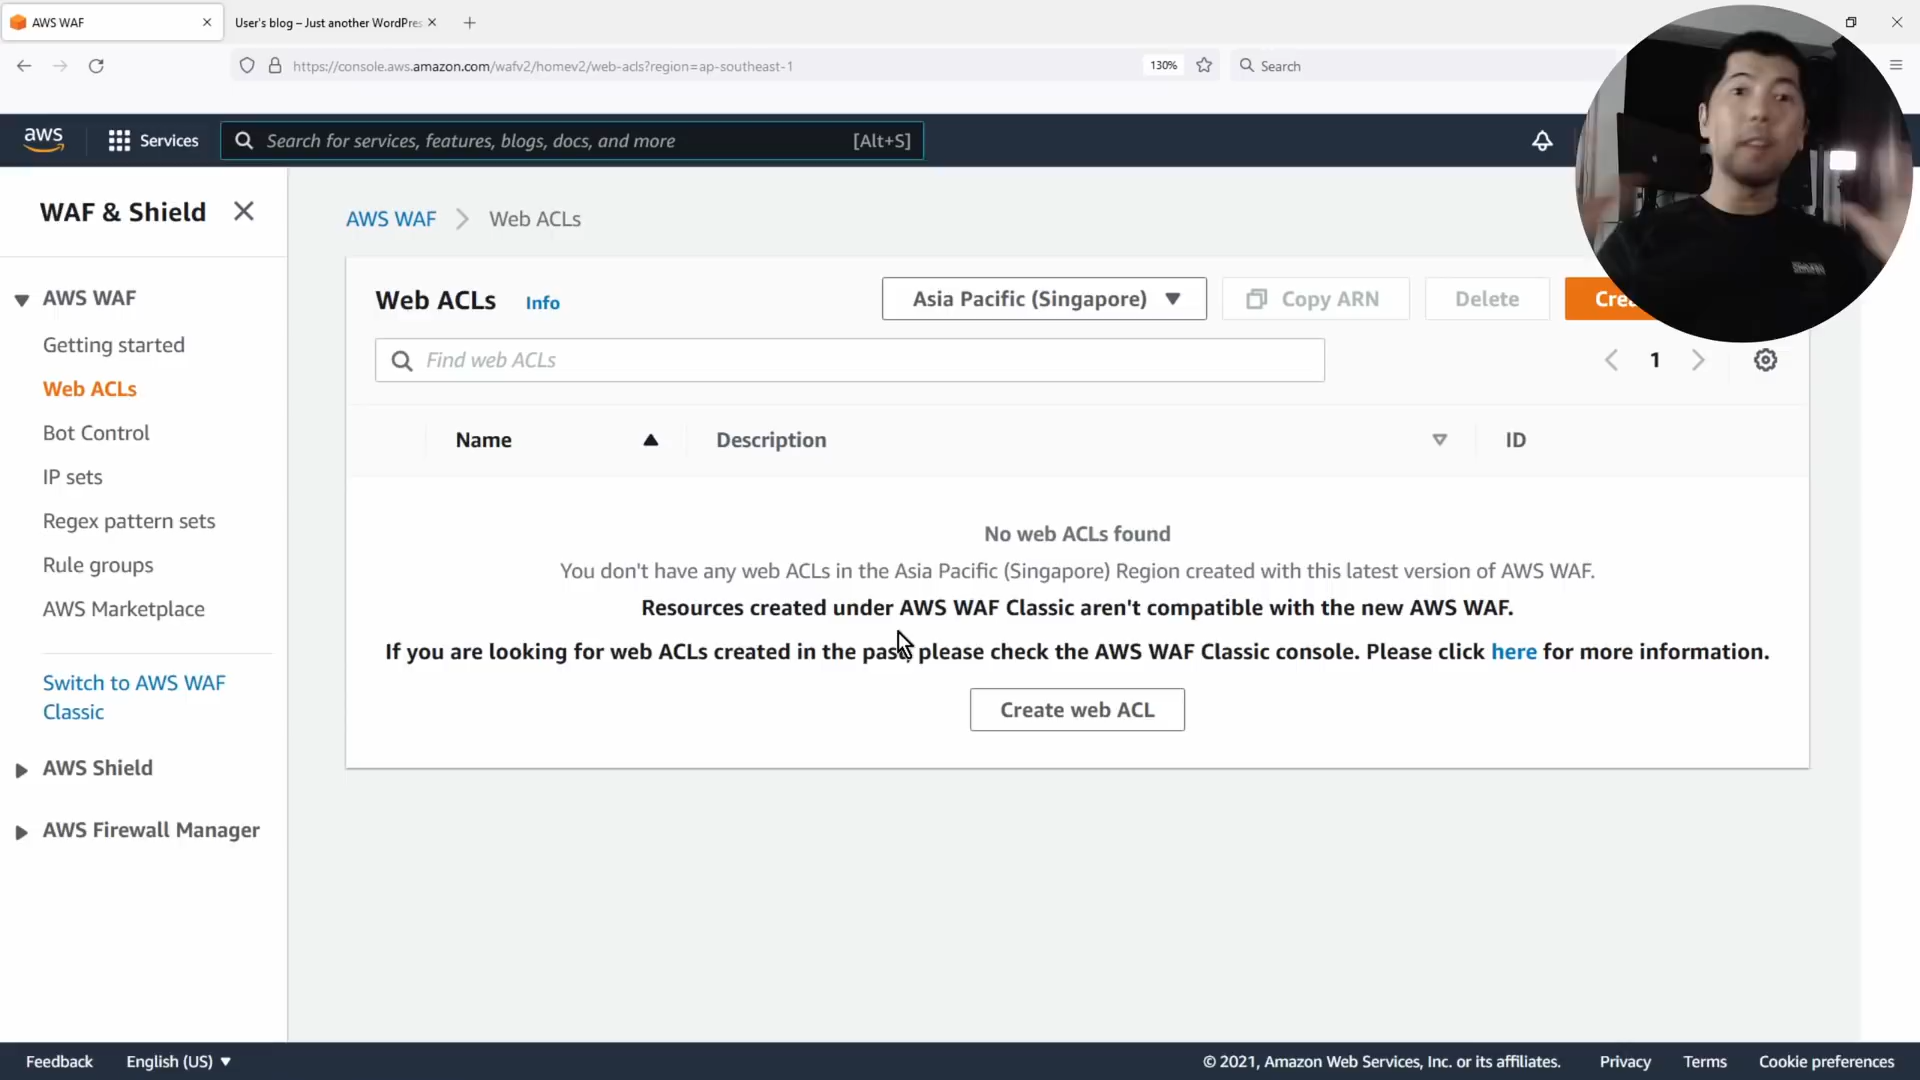 AWS WAF
User's blog – Just another WordPres
https://console.aws.amazon.com/wafv2/homev2/web-acls?region=ap-southeast-1
130%
Search
aws
Services
Search for services, features, blogs, docs, and more
[Alt+S]
WAF & Shield
AWS WAF
Getting started
Web ACLs
Bot Control
IP sets
Regex pattern sets
Rule groups
AWS Marketplace
Switch to AWS WAF
Classic
AWS Shield
AWS Firewall Manager
AWS WAF
Web ACLs
Web ACLs
Info
Asia Pacific (Singapore)
Copy ARN
Delete
Find web ACLs
1
Name
Description
ID
No web ACLs found
You don't have any web ACLs in the Asia Pacific (Singapore) Region created with this latest version of AWS WAF.
Resources created under AWS WAF Classic aren't compatible with the new AWS WAF.
If you are looking for web ACLs created in the past, please check the AWS WAF Classic console. Please click here for more information.
Create web ACL
Feedback
English (US)
© 2021, Amazon Web Services, Inc. or its affiliates.
Privacy
Terms
Cookie preferences